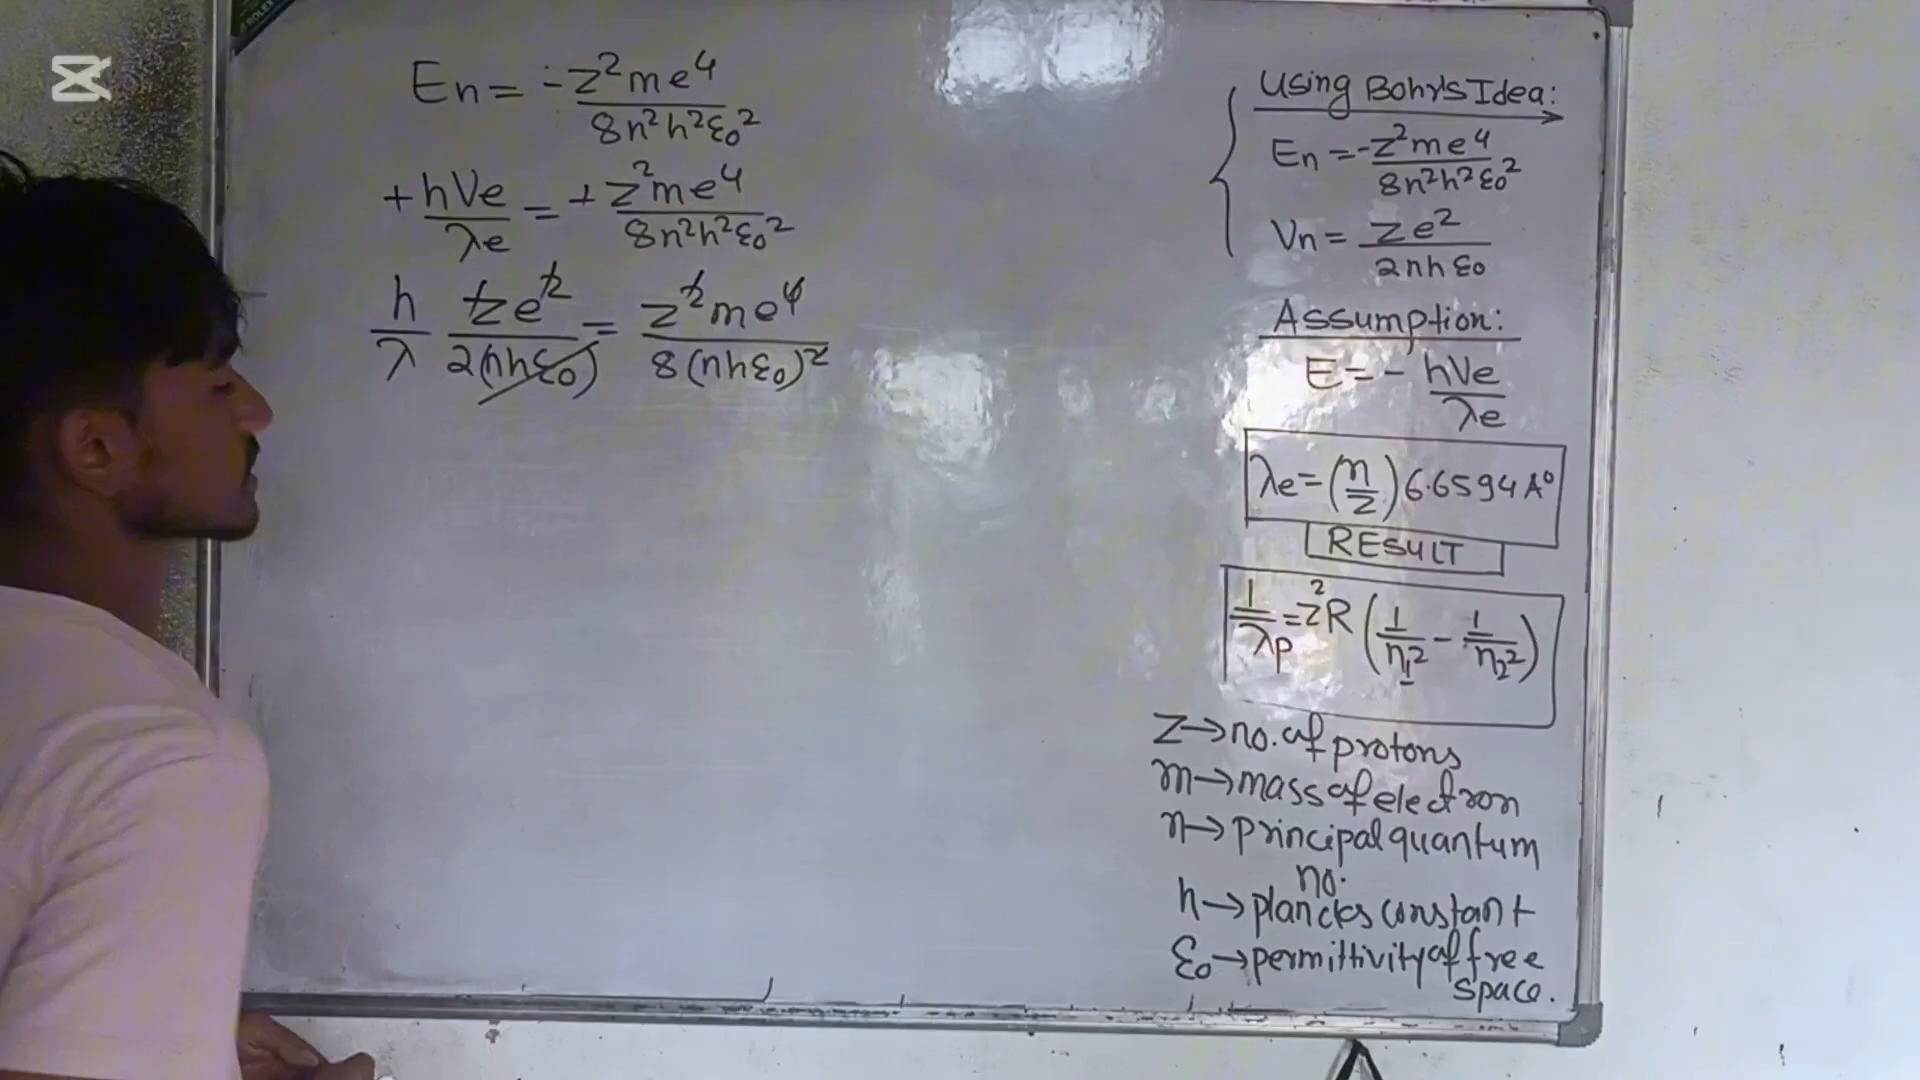 ROLEX
En = -z²me⁴ / 8n²h²ε₀²
+ hVe / λe = + z²me⁴ / 8n²h²ε₀²
h / λ ze² / 2(nhε₀) = z²me⁴ / 8(nhε₀)²
Using Bohr's Idea:
En = -z²me⁴ / 8n²h²ε₀²
Vn = ze² / 2nhε₀
Assumption:
E = - hVe / λe
λe = (n/z) 6.6594 A⁰
RESULT
1/λp = z²R (1/n₁² - 1/n₂²)
Z → no. of protons
m → mass of electron
n → principal quantum
no.
h → plancks constant
ε₀ → permittivity of free
space.